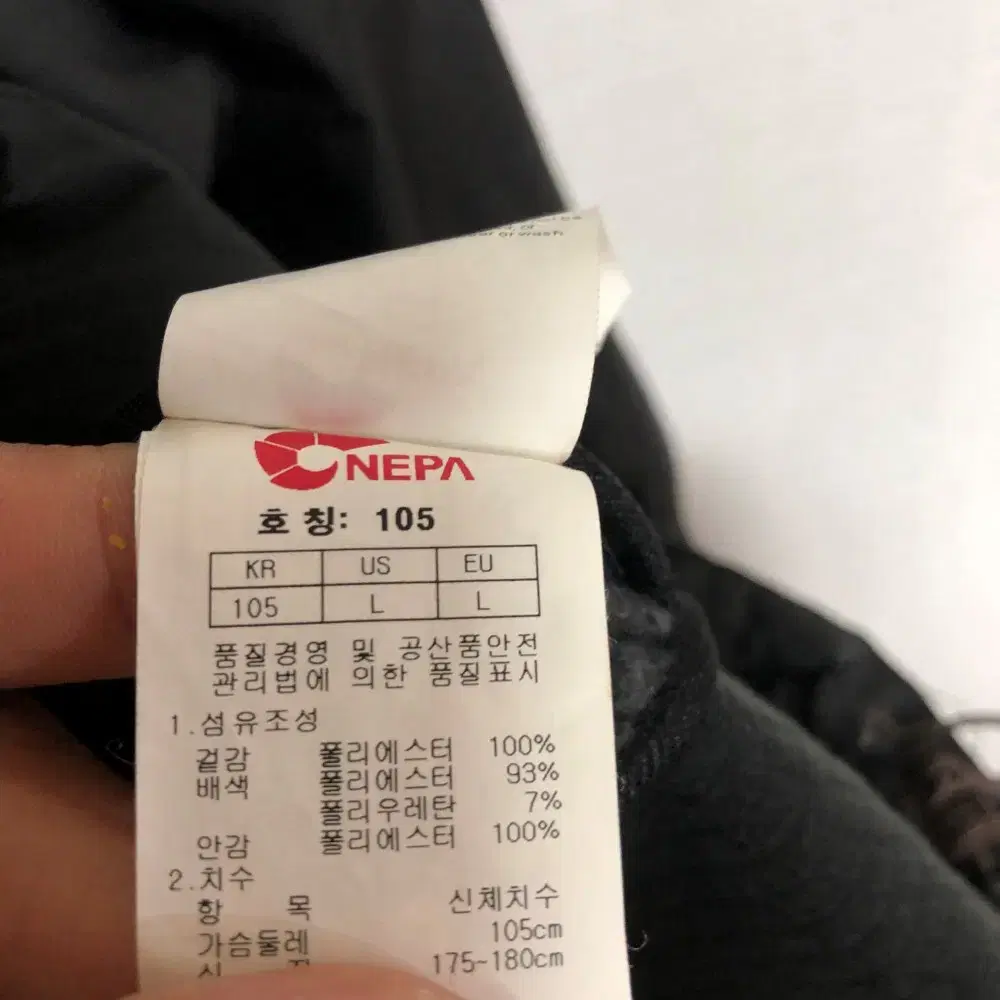 or wash
NEPA
호 칭: 105
KR US EU
105 L L
품질경영 및 공산품안전
관리법에 의한 품질표시
1.섬유조성
겉감 폴리에스터 100%
배색 폴리에스터 93%
폴리우레탄 7%
안감 폴리에스터 100%
2.치수
항 목 신체치수
가슴둘레 105cm
175~180cm